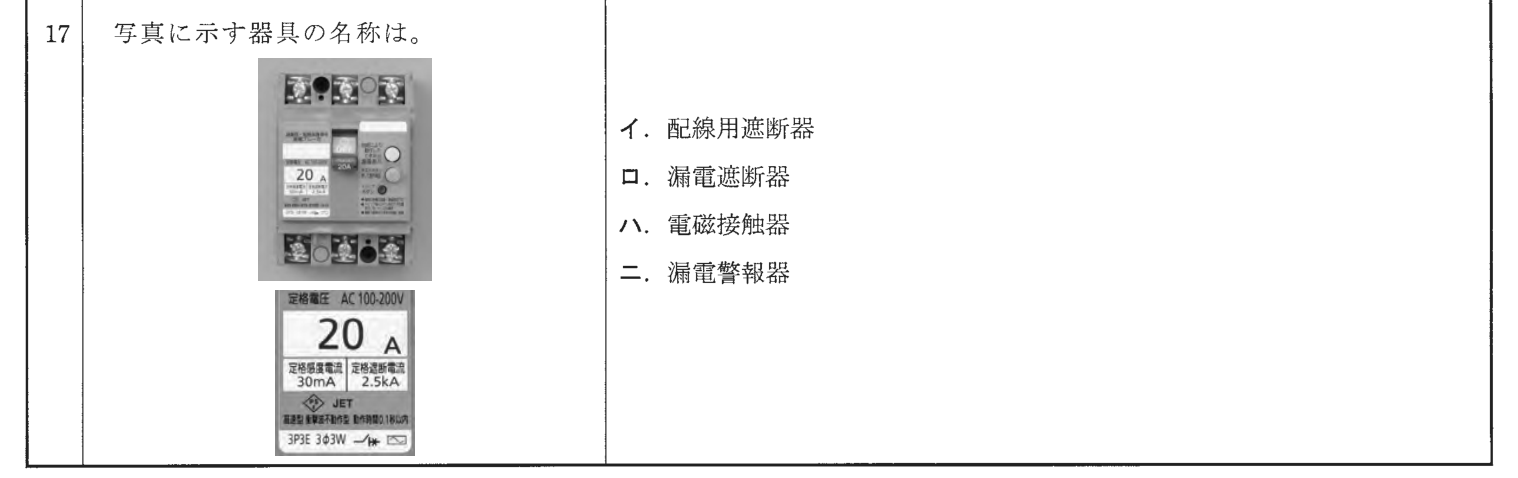 17 写真に示す器具の名称は。
20 A
20A
JET
定格電圧 AC 100-200V
20 A
定格感度電流 定格遮断電流
30mA 2.5kA
JET
高速型 衝撃波不動作型 動作時間0.1秒以内
3P3E 3φ3W
イ. 配線用遮断器
ロ. 漏電遮断器
ハ. 電磁接触器
ニ. 漏電警報器